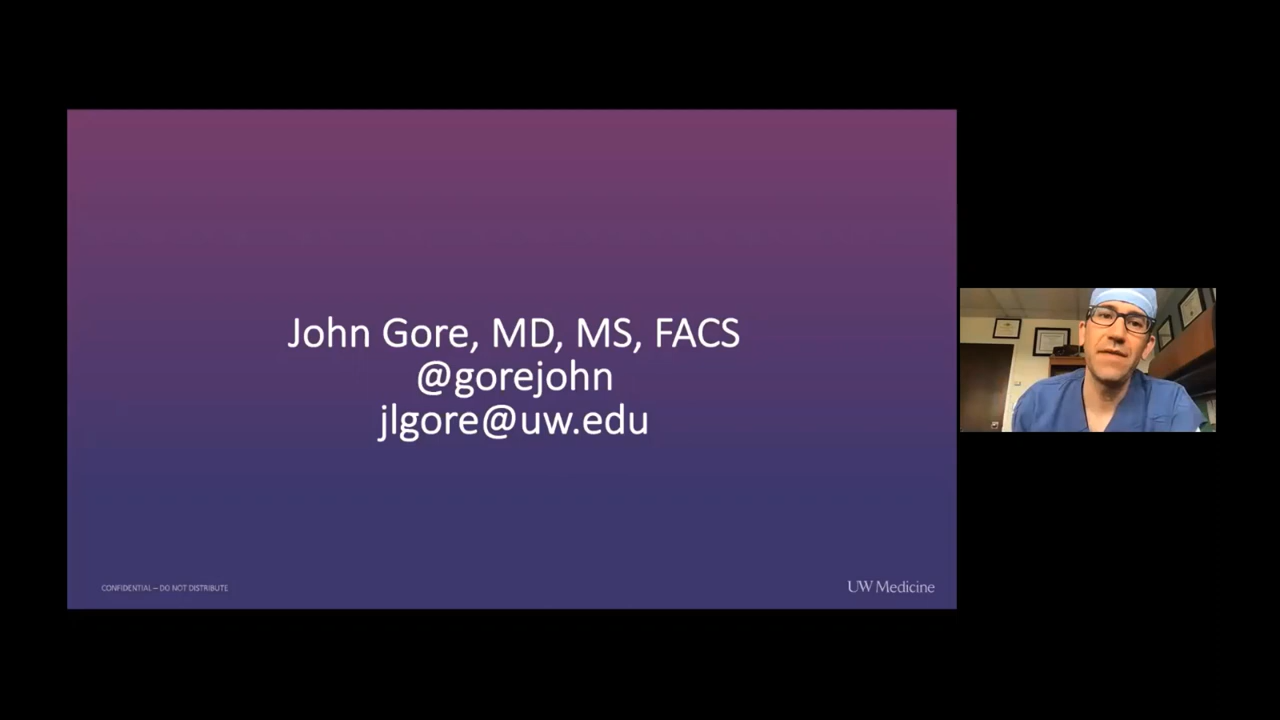 John Gore, MD, MS, FACS
@gorejohn
jlgore@uw.edu
CONFIDENTIAL – DO NOT DISTRIBUTE
UW Medicine